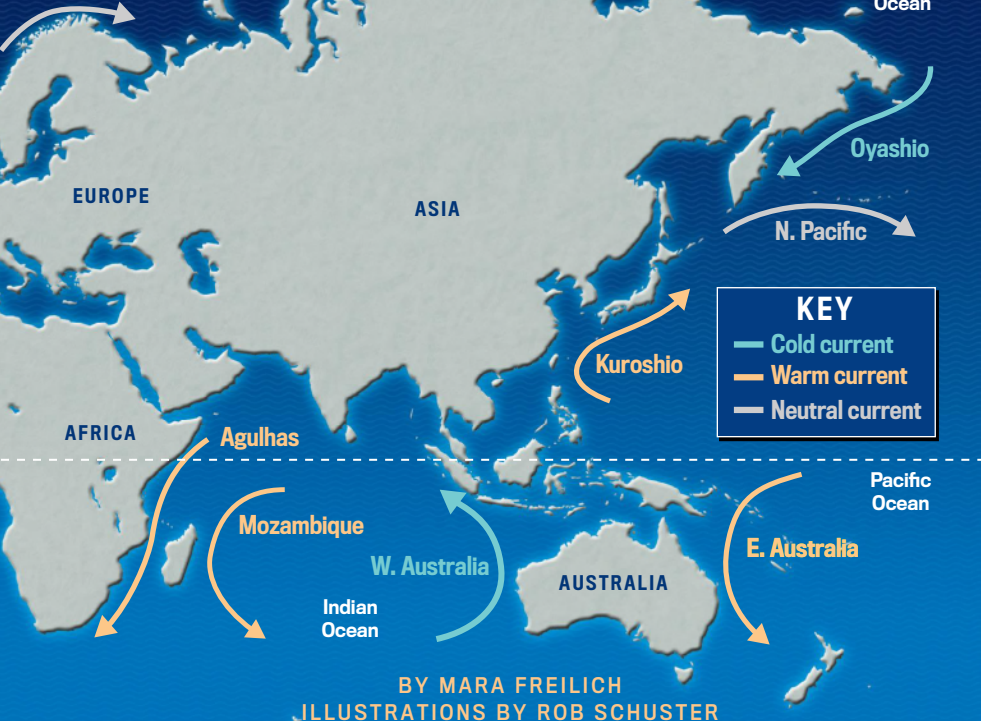 Ocean
Oyashio
EUROPE
ASIA
N. Pacific
KEY
Cold current
Warm current
Neutral current
Kuroshio
AFRICA
Agulhas
Pacific
Ocean
Mozambique
W. Australia
E. Australia
AUSTRALIA
Indian
Ocean
BY MARA FREILICH
ILLUSTRATIONS BY ROB SCHUSTER